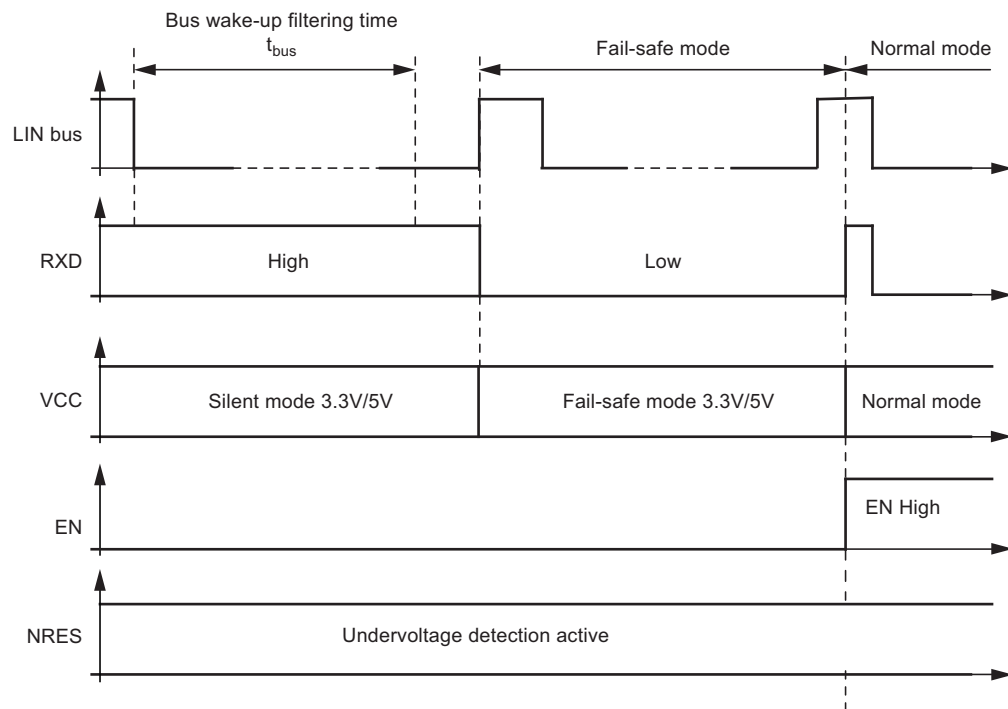 Bus wake-up filtering time
t_bus
Fail-safe mode
Normal mode
LIN bus
RXD
High
Low
VCC
Silent mode 3.3V/5V
Fail-safe mode 3.3V/5V
Normal mode
EN
EN High
NRES
Undervoltage detection active